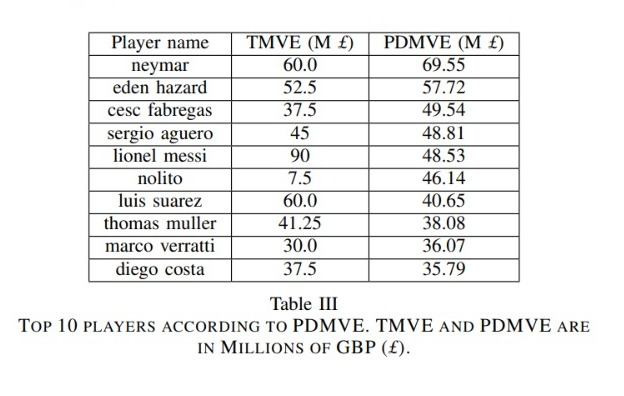 Player name TMVE (M £) PDMVE (M £)
neymar 60.0 69.55
eden hazard 52.5 57.72
cesc fabregas 37.5 49.54
sergio aguero 45 48.81
lionel messi 90 48.53
nolito 7.5 46.14
luis suarez 60.0 40.65
thomas muller 41.25 38.08
marco verratti 30.0 36.07
diego costa 37.5 35.79
Table III
TOP 10 PLAYERS ACCORDING TO PDMVE. TMVE AND PDMVE ARE
IN MILLIONS OF GBP (£).